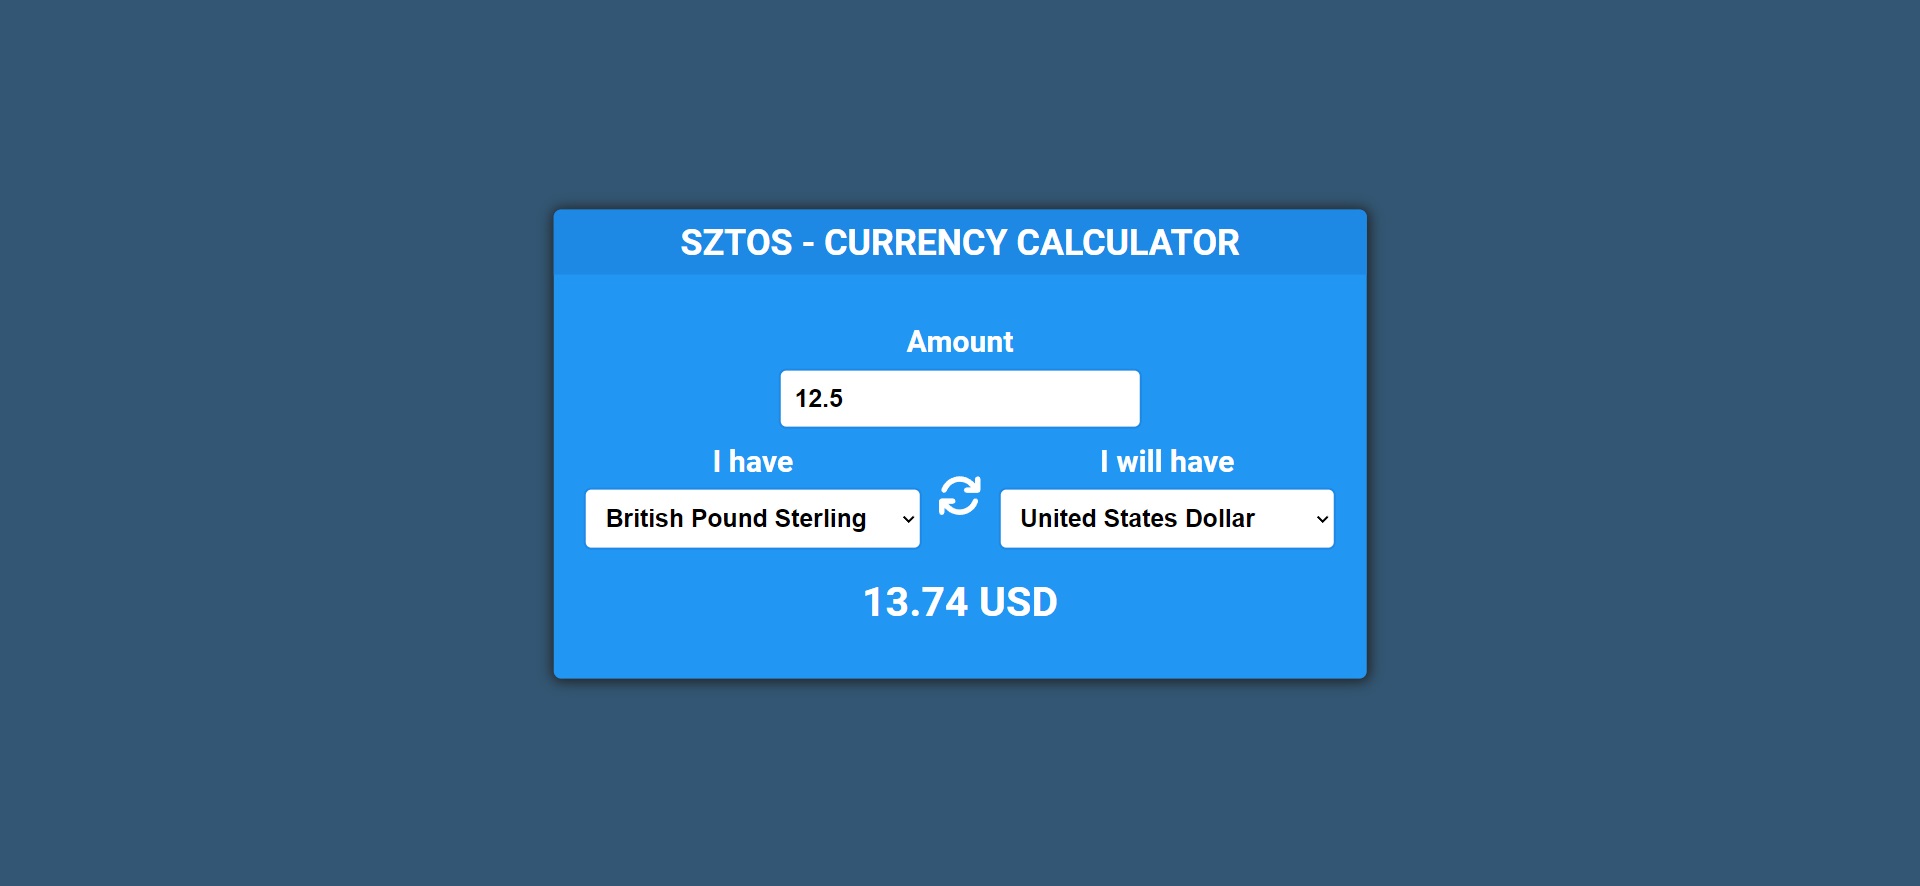 SZTOS - CURRENCY CALCULATOR
Amount
12.5
I have
I will have
British Pound Sterling
United States Dollar
13.74 USD